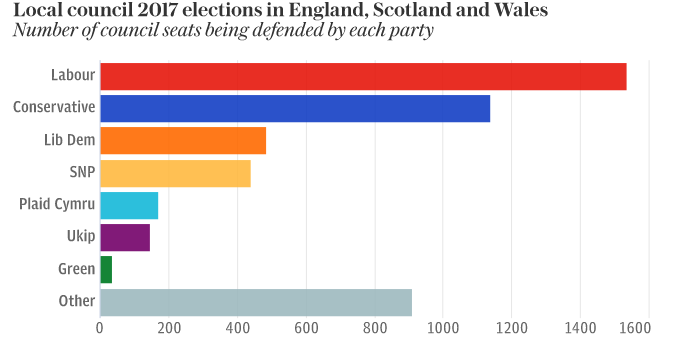 Local council 2017 elections in England, Scotland and Wales
Number of council seats being defended by each party
Labour
Conservative
Lib Dem
SNP
Plaid Cymru
Ukip
Green
Other
0 200 400 600 800 1000 1200 1400 1600